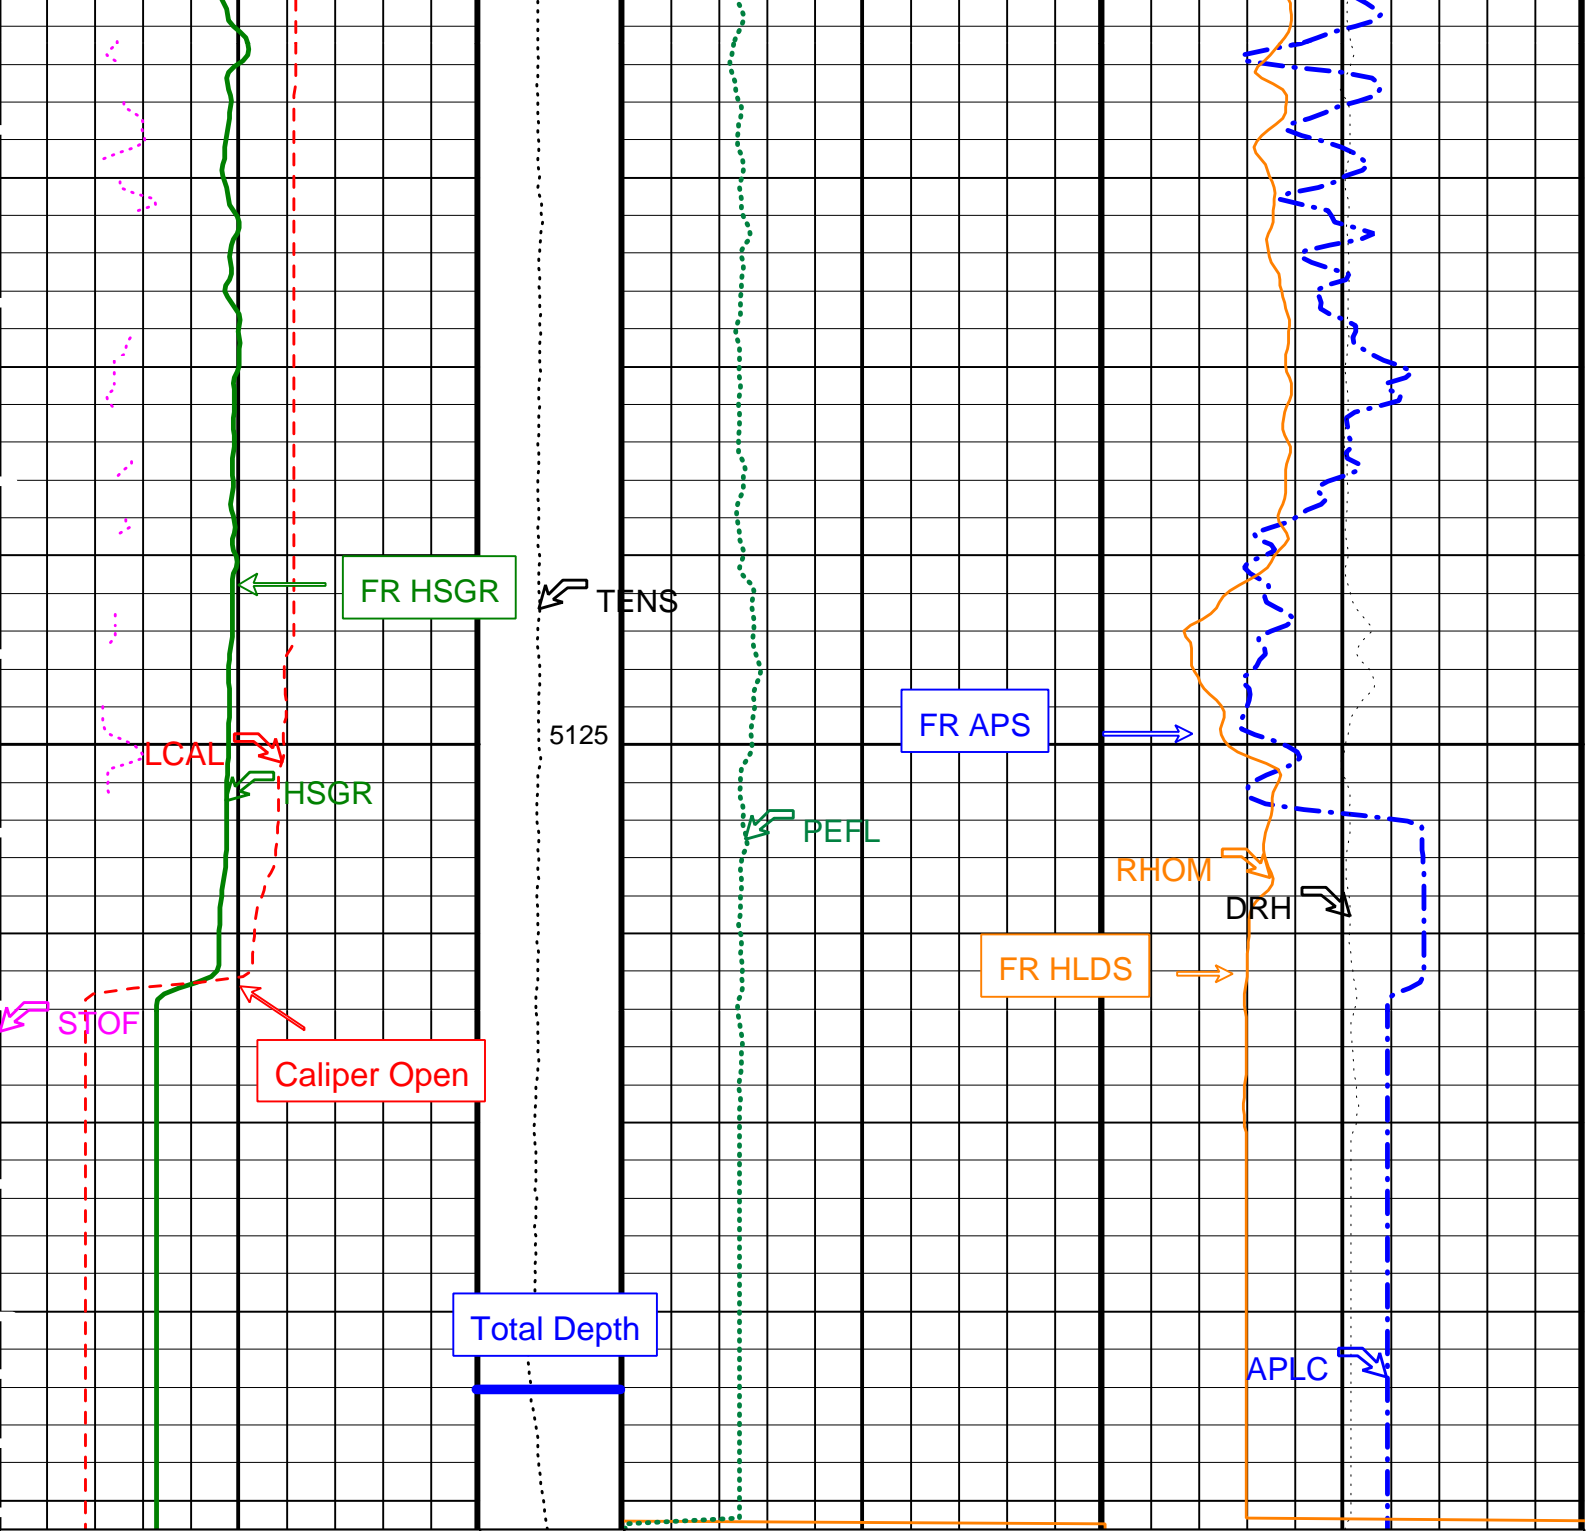 FR HSGR
TENS
FR APS
5125
LCAL
HSGR
PEFL
RHOM
DRH
FR HLDS
STOF
Caliper Open
Total Depth
APLC